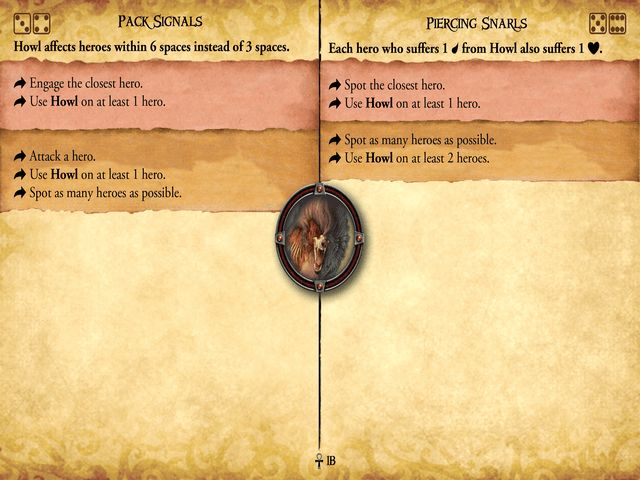 Pack Signals
Howl affects heroes within 6 spaces instead of 3 spaces.
Engage the closest hero.
Use Howl on at least 1 hero.
Attack a hero.
Use Howl on at least 1 hero.
Spot as many heroes as possible.
Piercing Snarls
Each hero who suffers 1 from Howl also suffers 1 .
Spot the closest hero.
Use Howl on at least 1 hero.
Spot as many heroes as possible.
Use Howl on at least 2 heroes.
IB